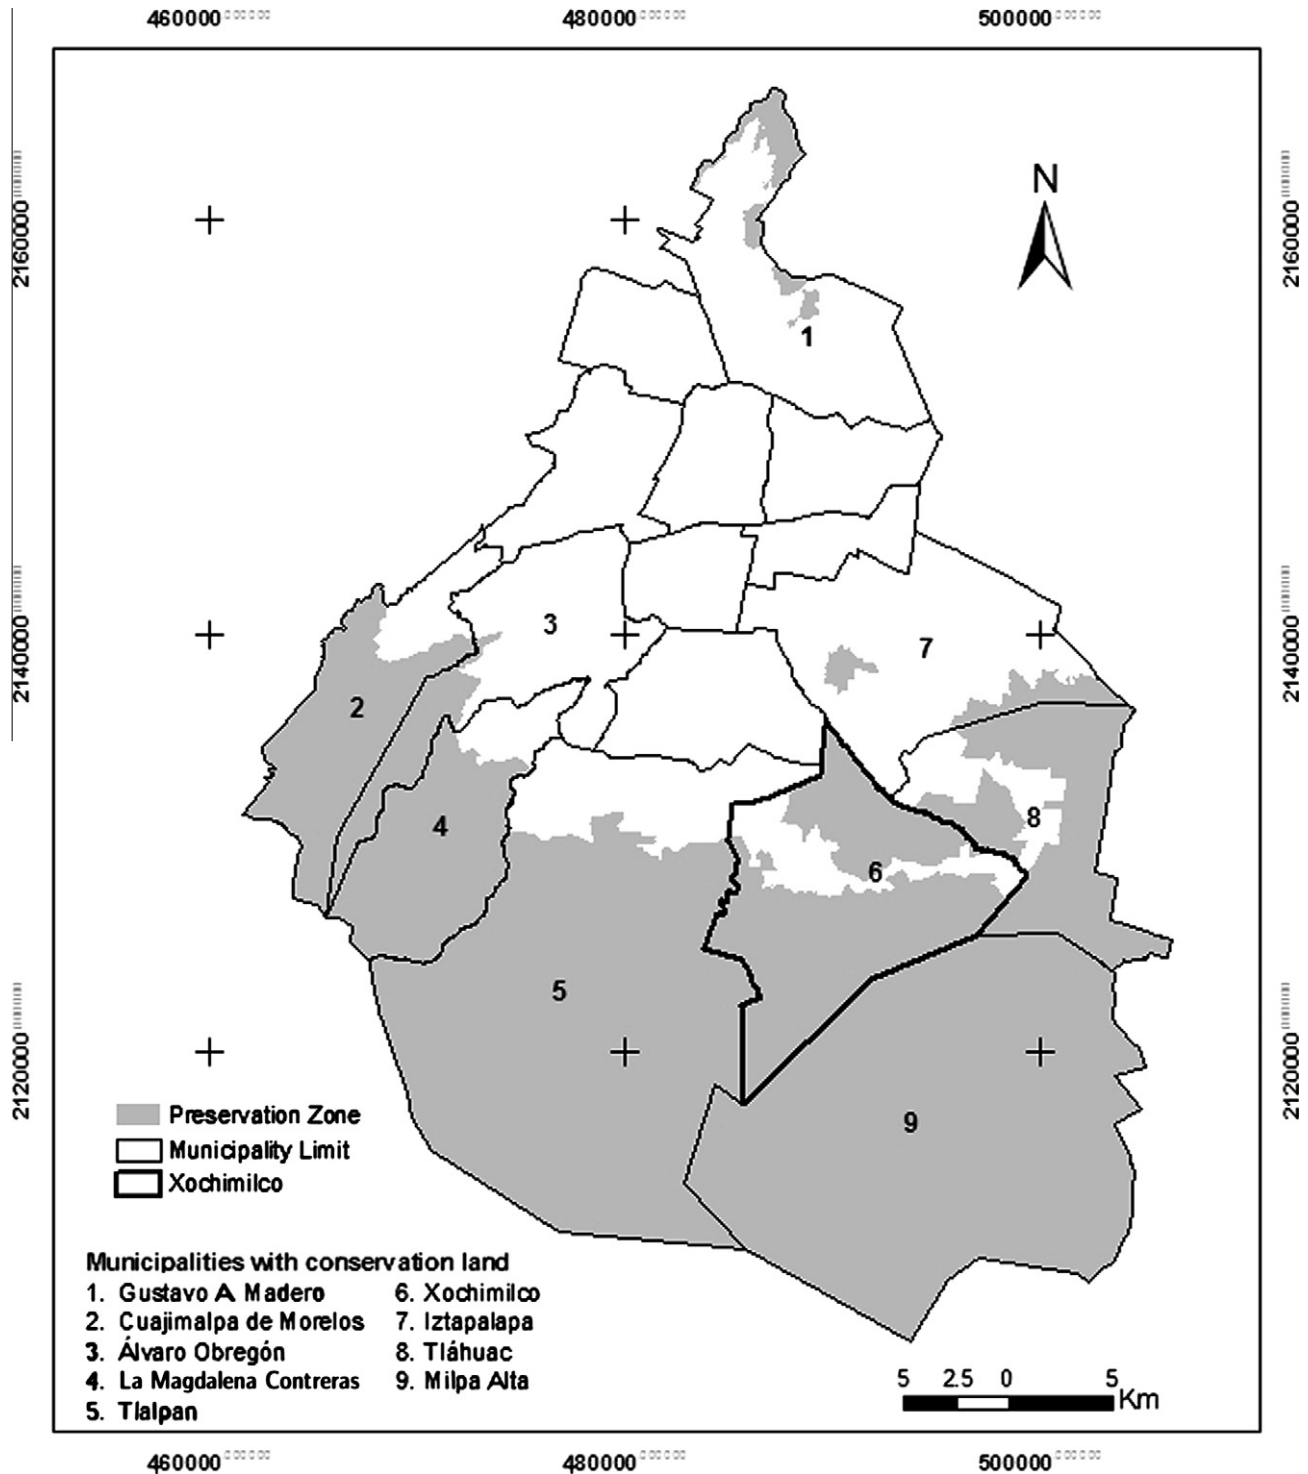 460000 480000 500000
2160000 2160000
N
1
2140000 2140000
3
7
2
8
4
6
5
2120000 2120000
9
Preservation Zone
Municipality Limit
Xochimilco
Municipalities with conservation land
1. Gustavo A. Madero
2. Cuajimalpa de Morelos
3. Álvaro Obregón
4. La Magdalena Contreras
5. Tlalpan
6. Xochimilco
7. Iztapalapa
8. Tláhuac
9. Milpa Alta
5 2.5 0 5 Km
460000 480000 500000